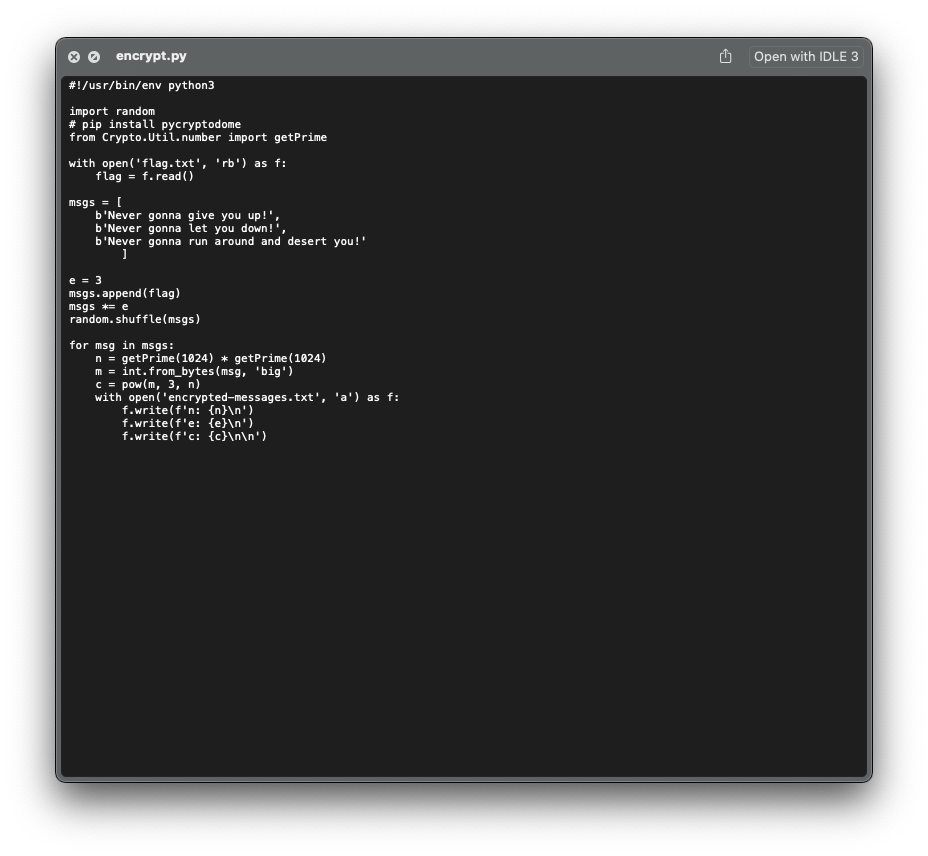 encrypt.py
Open with IDLE 3
#!/usr/bin/env python3
import random
# pip install pycryptodome
from Crypto.Util.number import getPrime
with open('flag.txt', 'rb') as f:
    flag = f.read()
msgs = [
    b'Never gonna give you up!',
    b'Never gonna let you down!',
    b'Never gonna run around and desert you!'
        ]
e = 3
msgs.append(flag)
msgs *= e
random.shuffle(msgs)
for msg in msgs:
    n = getPrime(1024) * getPrime(1024)
    m = int.from_bytes(msg, 'big')
    c = pow(m, 3, n)
    with open('encrypted-messages.txt', 'a') as f:
        f.write(f'n: {n}\n')
        f.write(f'e: {e}\n')
        f.write(f'c: {c}\n\n')